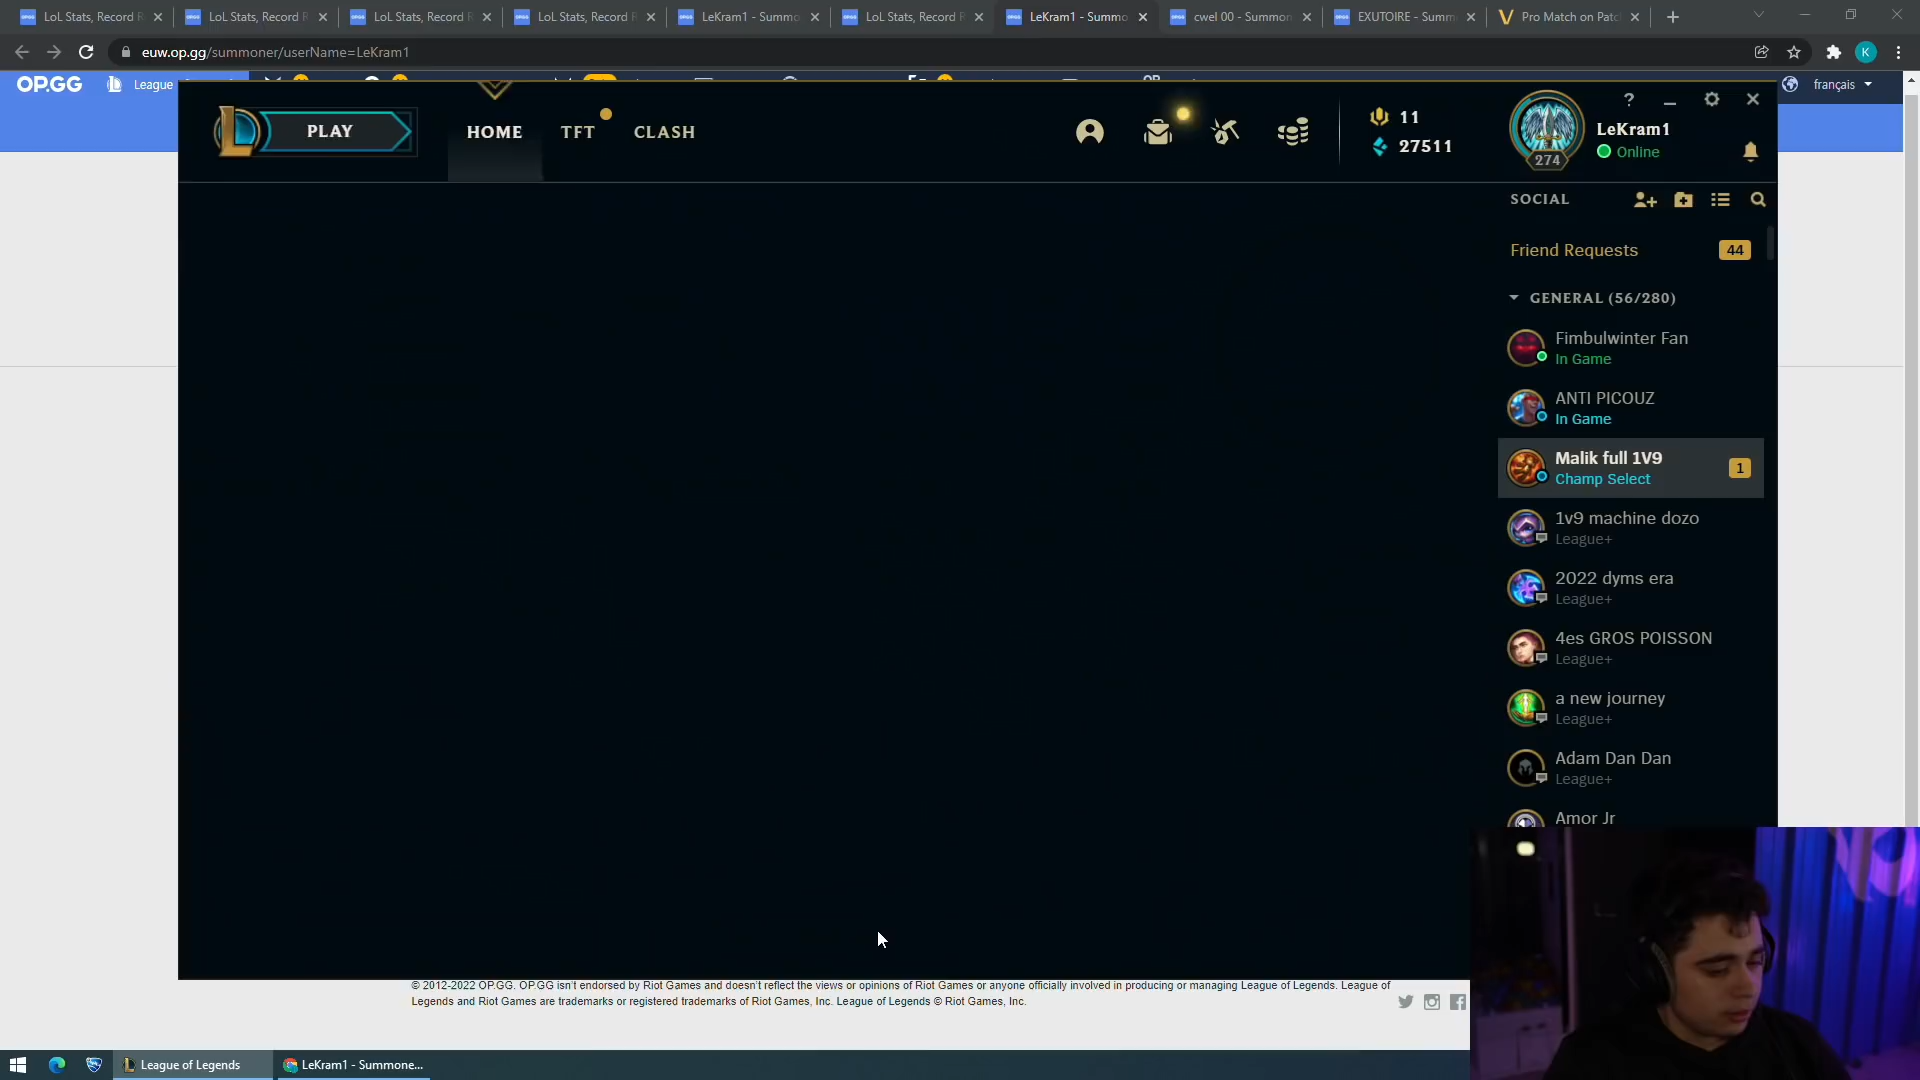 LoL Stats, Record R
LoL Stats, Record R
LoL Stats, Record R
LoL Stats, Record R
LeKram1 - Summo
LoL Stats, Record R
LeKram1 - Summo
cwel 00 - Summon
EXUTOIRE - Summ
Pro Match on Patc
euw.op.gg/summoner/userName=LeKram1
K
OP.GG
League
français
PLAY
HOME
TFT
CLASH
11
27511
274
LeKram1
Online
?
SOCIAL
Friend Requests
44
GENERAL (56/280)
Fimbulwinter Fan
In Game
ANTI PICOUZ
In Game
Malik full 1V9
Champ Select
1
1v9 machine dozo
League+
2022 dyms era
League+
4es GROS POISSON
League+
a new journey
League+
Adam Dan Dan
League+
Amor Jr
© 2012-2022 OP.GG. OP.GG isn't endorsed by Riot Games and doesn't reflect the views or opinions of Riot Games or anyone officially involved in producing or managing League of Legends. League of
Legends and Riot Games are trademarks or registered trademarks of Riot Games, Inc. League of Legends © Riot Games, Inc.
League of Legends
LeKram1 - Summone...